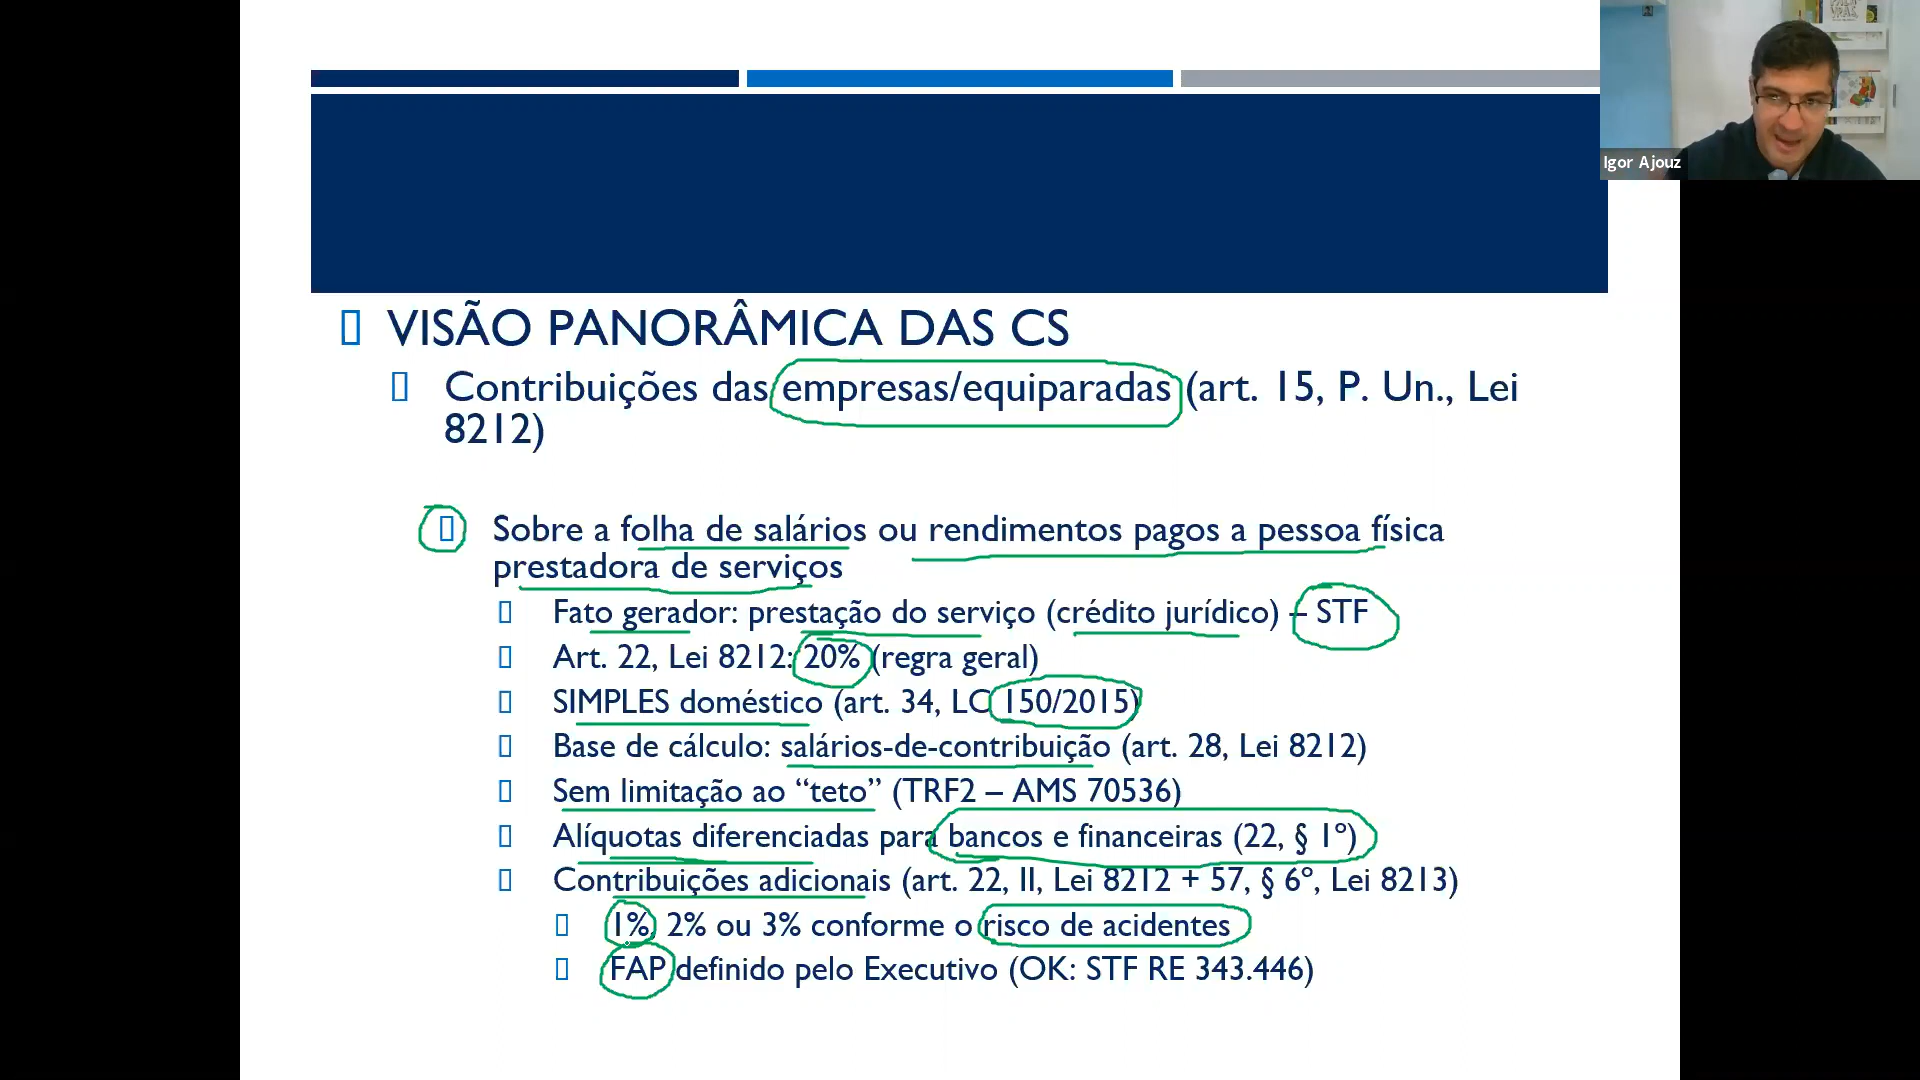 Igor Ajouz
VISÃO PANORÂMICA DAS CS
Contribuições das empresas/equiparadas (art. 15, P. Un., Lei
8212)
Sobre a folha de salários ou rendimentos pagos a pessoa física
prestadora de serviços
Fato gerador: prestação do serviço (crédito jurídico) – STF
Art. 22, Lei 8212: 20% (regra geral)
SIMPLES doméstico (art. 34, LC 150/2015)
Base de cálculo: salários-de-contribuição (art. 28, Lei 8212)
Sem limitação ao “teto” (TRF2 – AMS 70536)
Alíquotas diferenciadas para bancos e financeiras (22, § 1º)
Contribuições adicionais (art. 22, II, Lei 8212 + 57, § 6º, Lei 8213)
1%, 2% ou 3% conforme o risco de acidentes
FAP definido pelo Executivo (OK: STF RE 343.446)